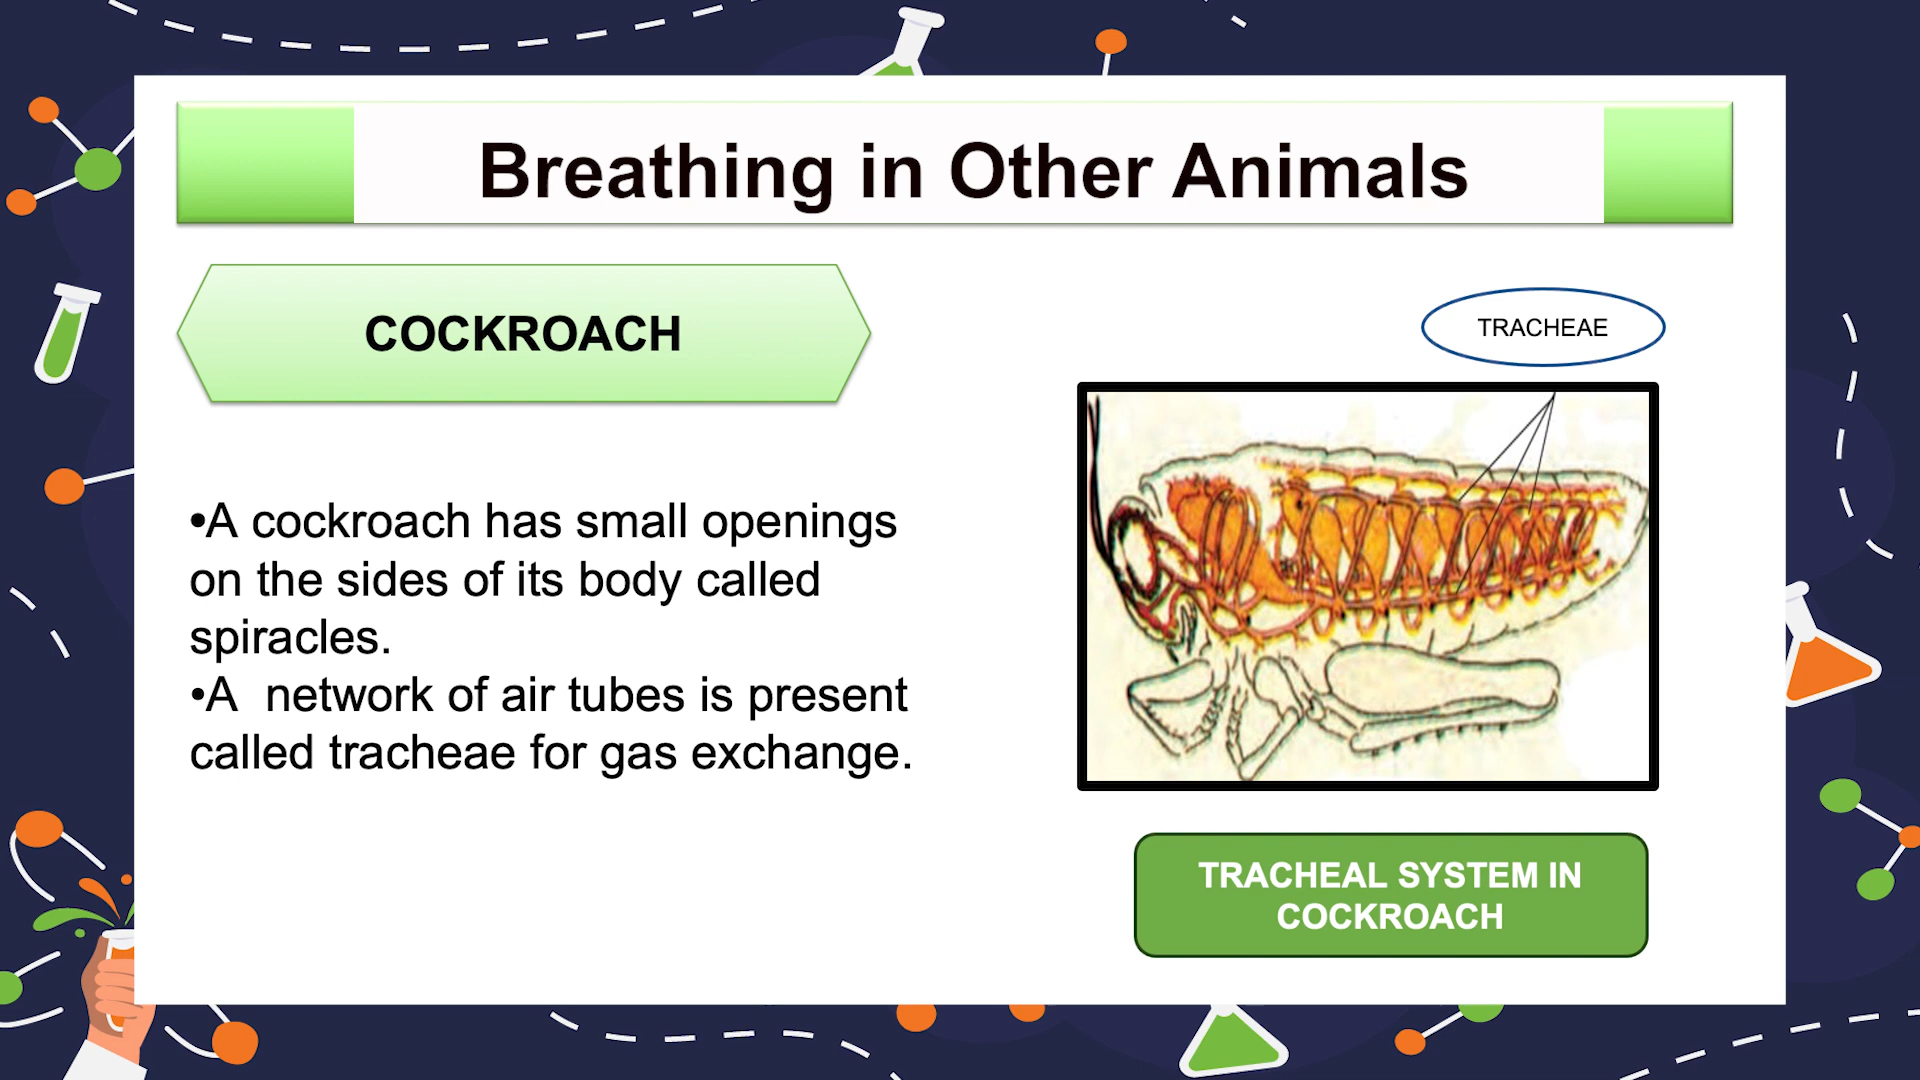 Breathing in Other Animals
COCKROACH
TRACHEAE
•A cockroach has small openings
on the sides of its body called
spiracles.
•A  network of air tubes is present
called tracheae for gas exchange.
TRACHEAL SYSTEM IN
COCKROACH